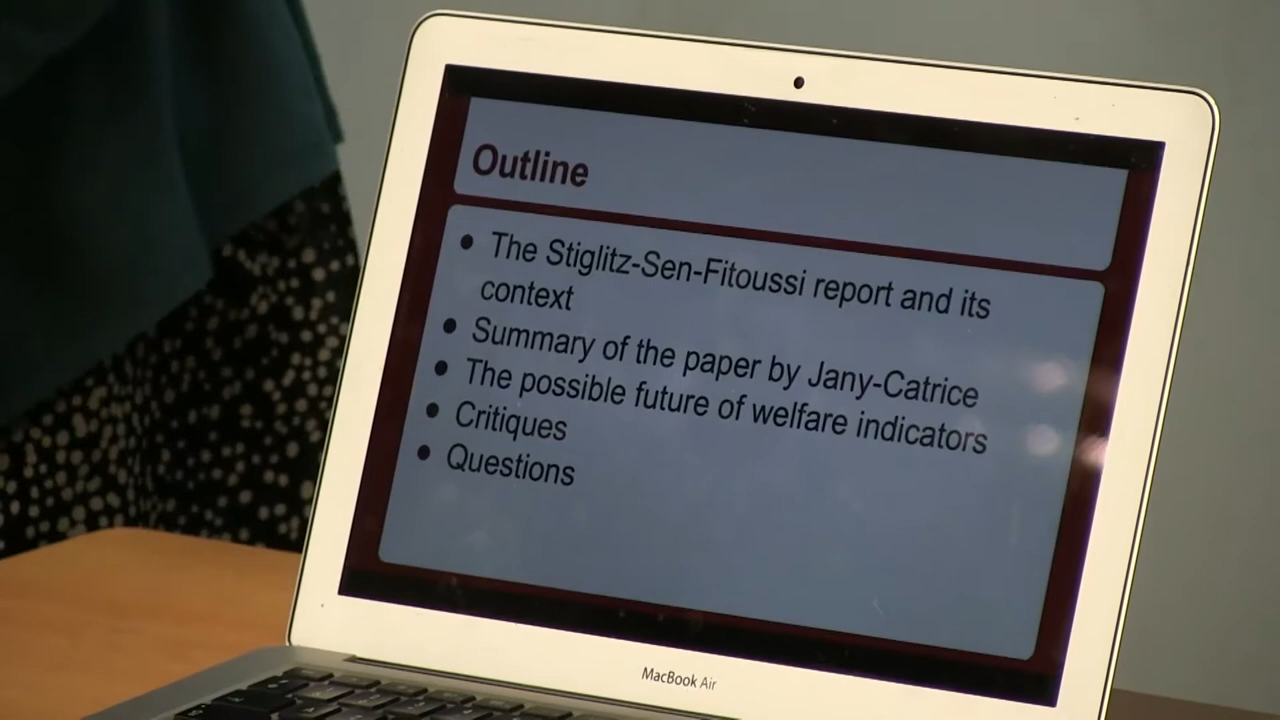 Outline
● The Stiglitz-Sen-Fitoussi report and its
context
● Summary of the paper by Jany-Catrice
● The possible future of welfare indicators
● Critiques
● Questions
MacBook Air